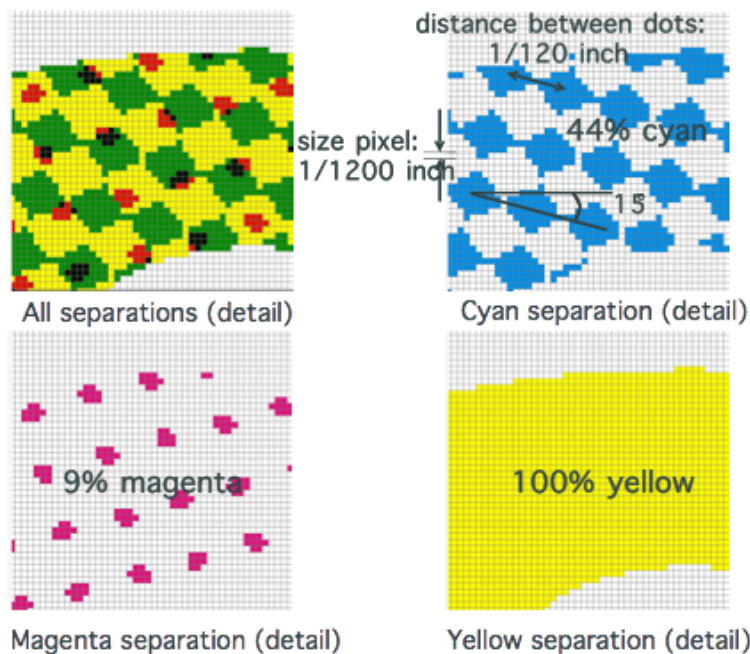 distance between dots:
1/120 inch
44% cyan
size pixel:
1/1200 inch
15°
All separations (detail)
Cyan separation (detail)
9% magenta
100% yellow
Magenta separation (detail)
Yellow separation (detail)